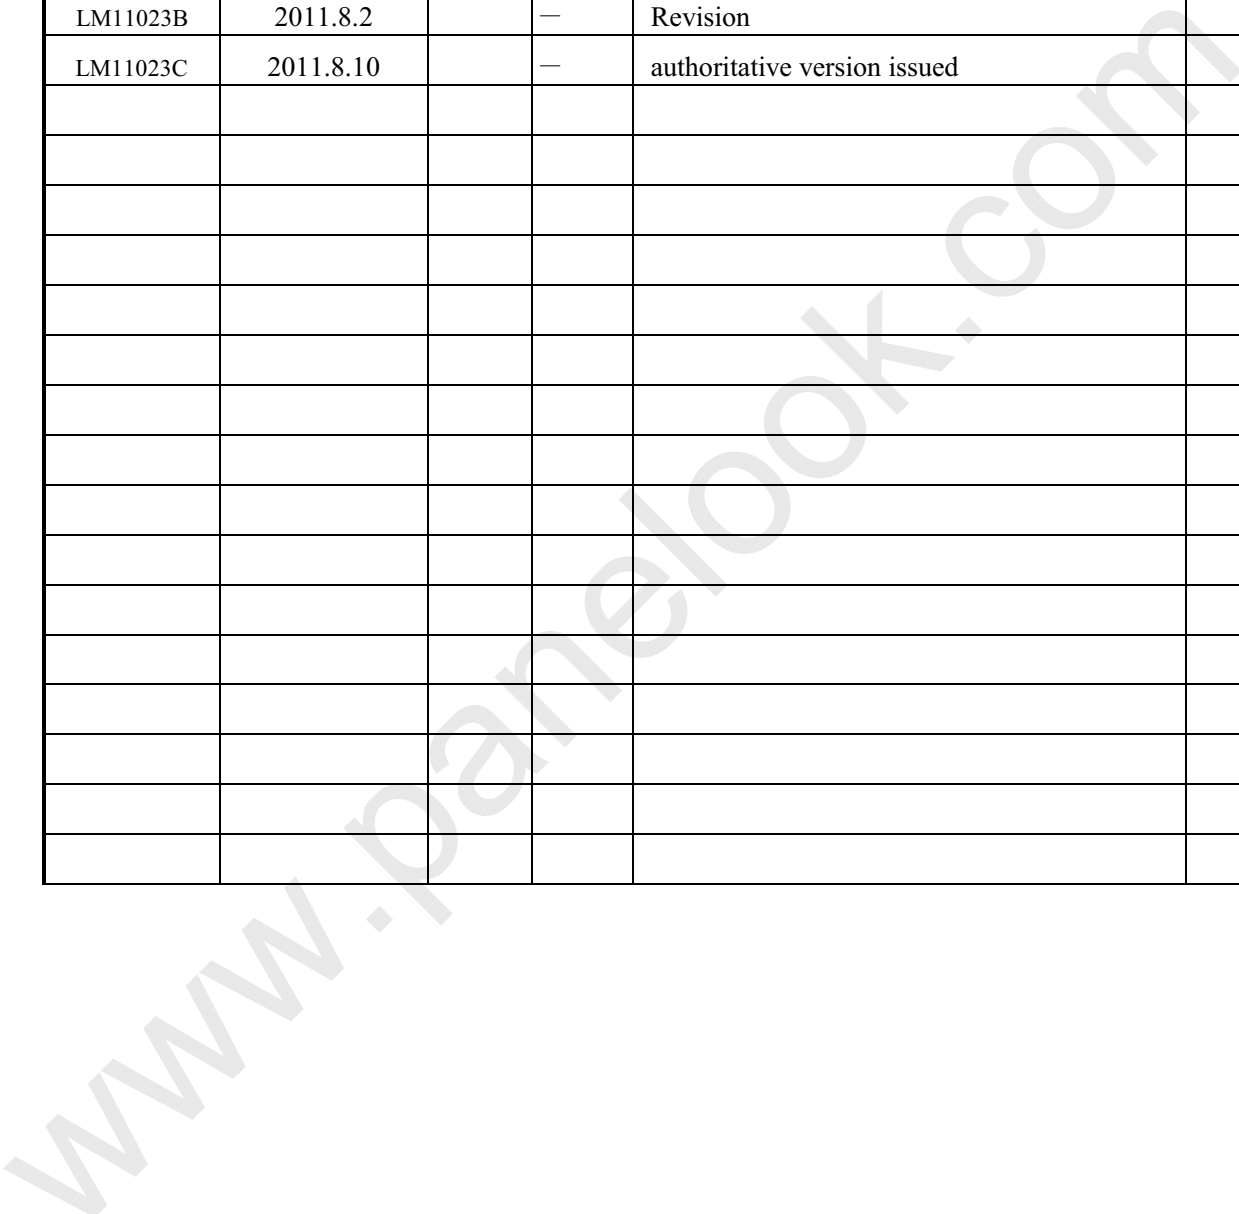 LM11023B 2011.8.2 － Revision
LM11023C 2011.8.10 － authoritative version issued
www.panelook.com